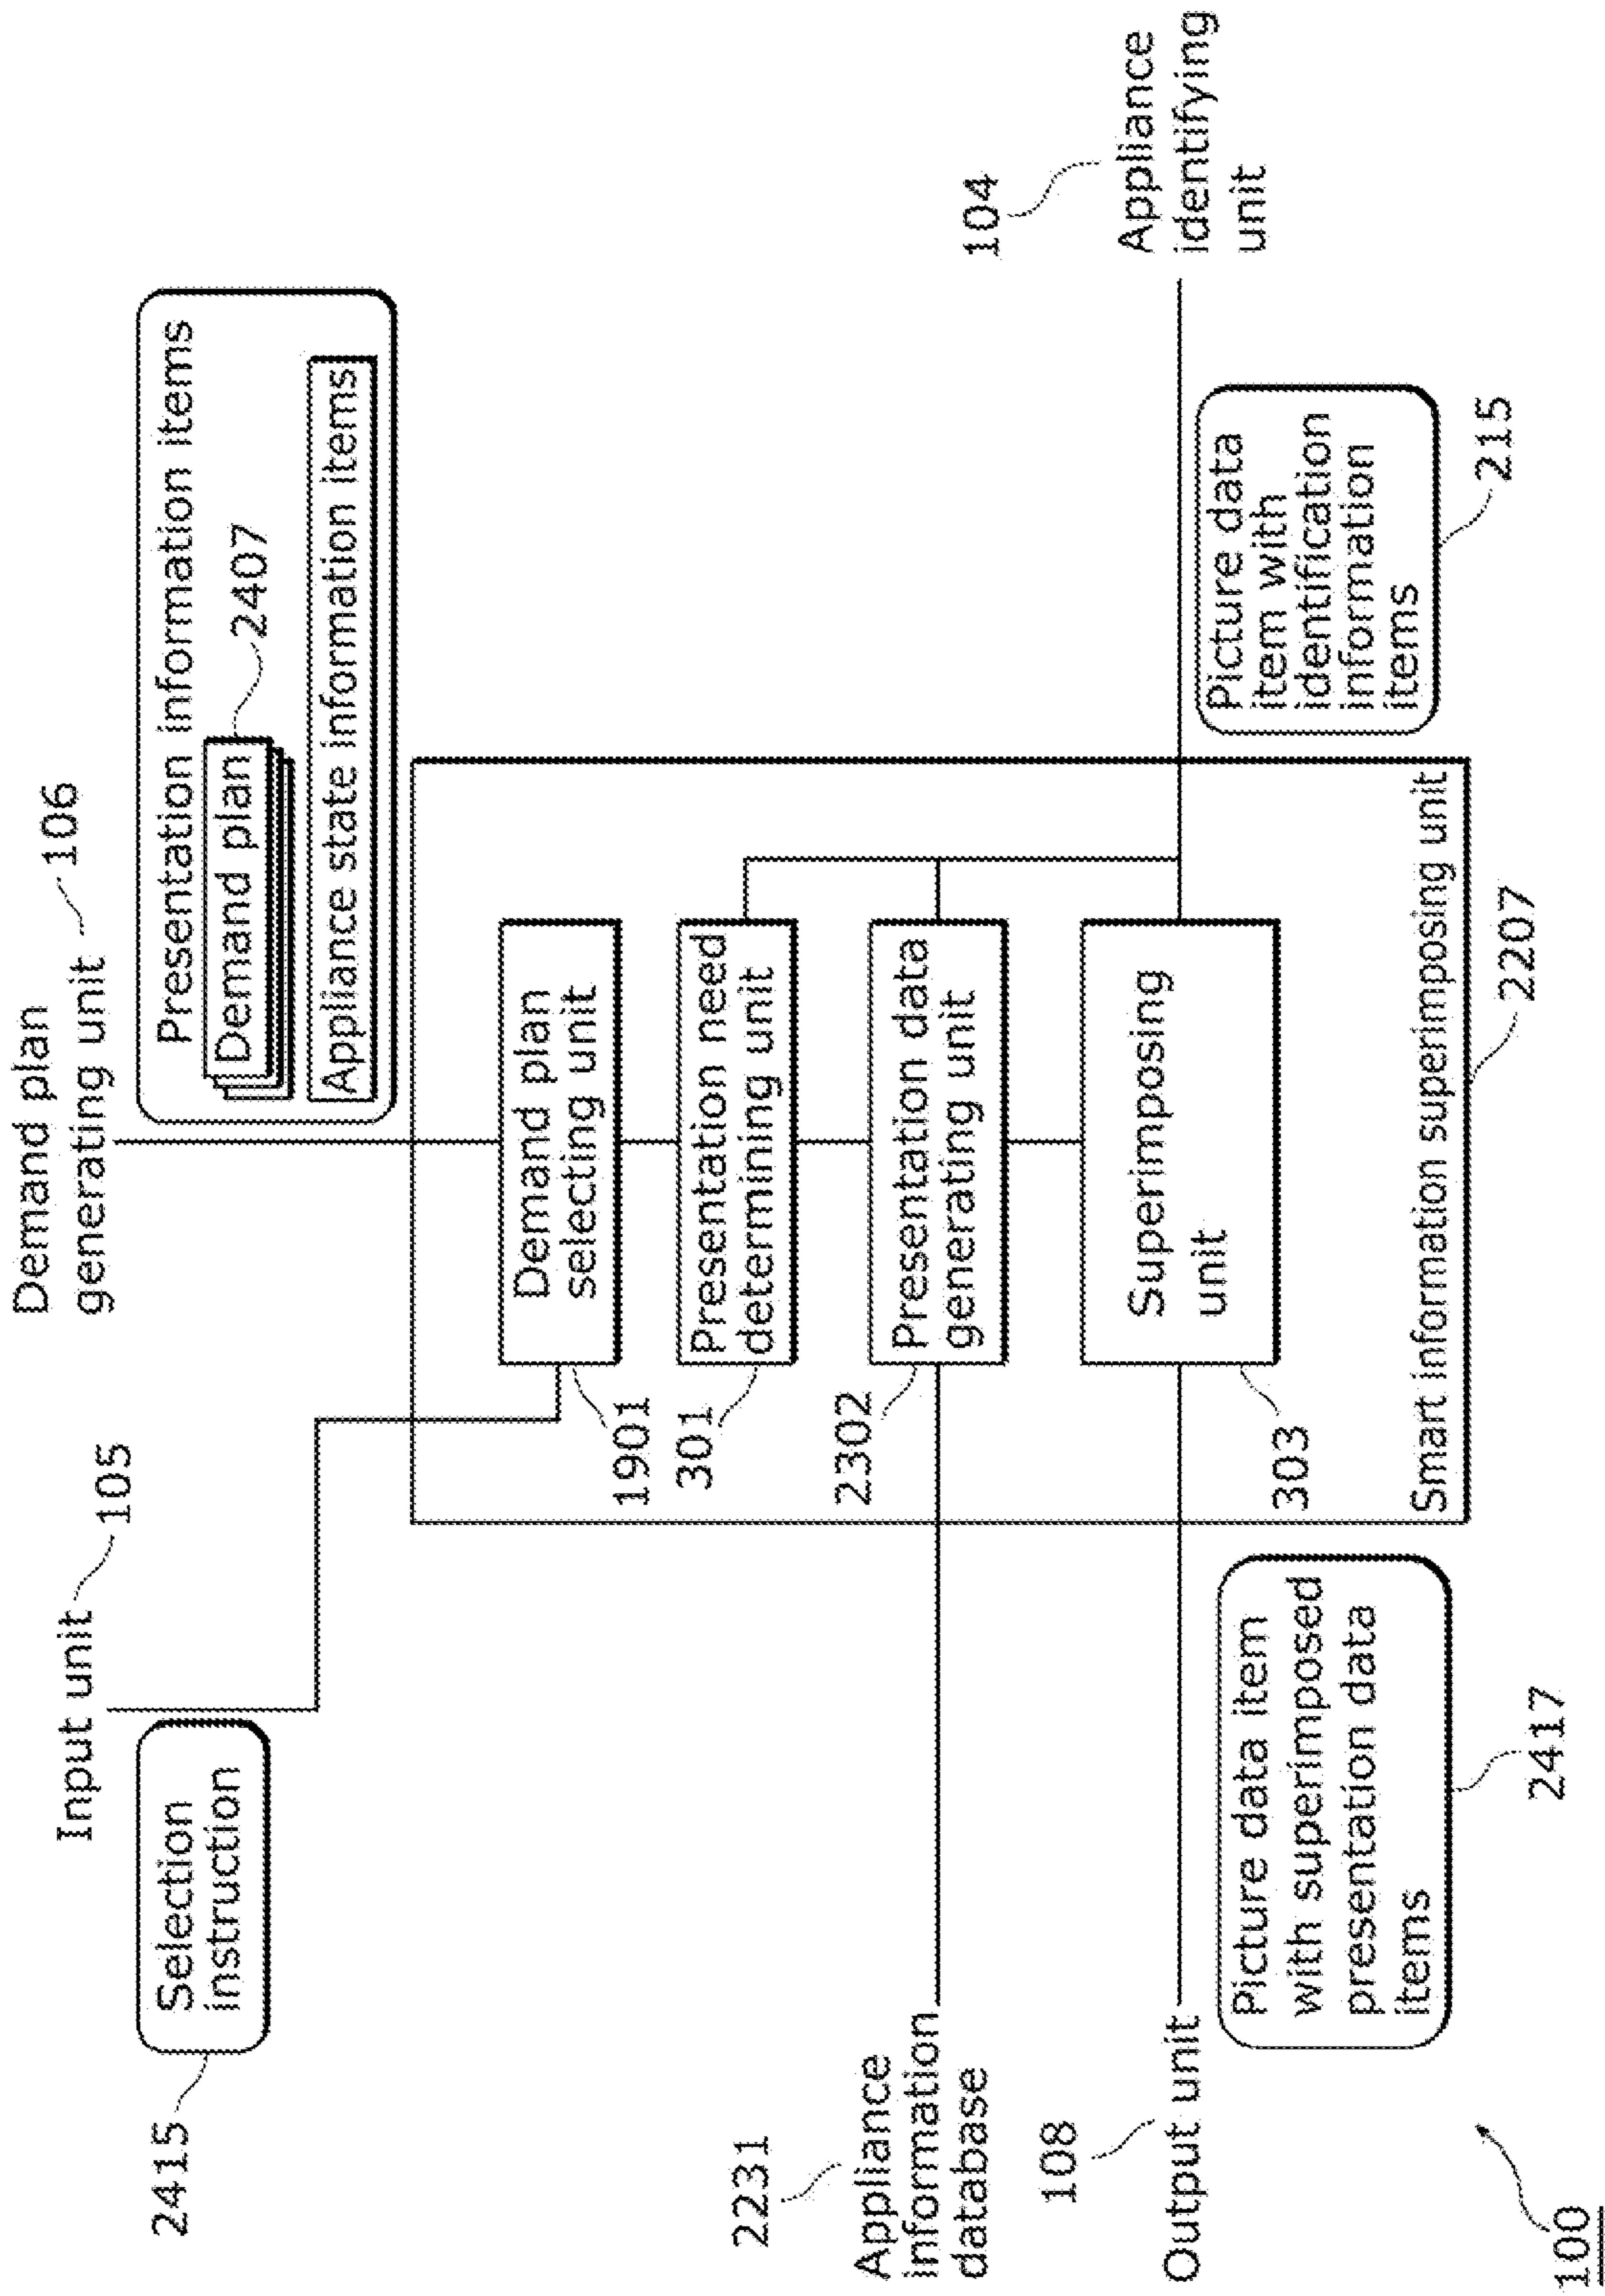 Demand plan
generating unit
106
Input unit
105
2415
Selection
instruction
Presentation information items
Demand plan
2407
Appliance state information items
Demand plan
selecting unit
1901
Presentation need
determining unit
301
2231
Appliance
information
database
Presentation data
generating unit
2302
104
Appliance
identifying
unit
108
Output unit
Superimposing
unit
303
Picture data
item with
identification
information
items
215
Picture data item
with superimposed
presentation data
items
2417
Smart information superimposing unit
2207
100